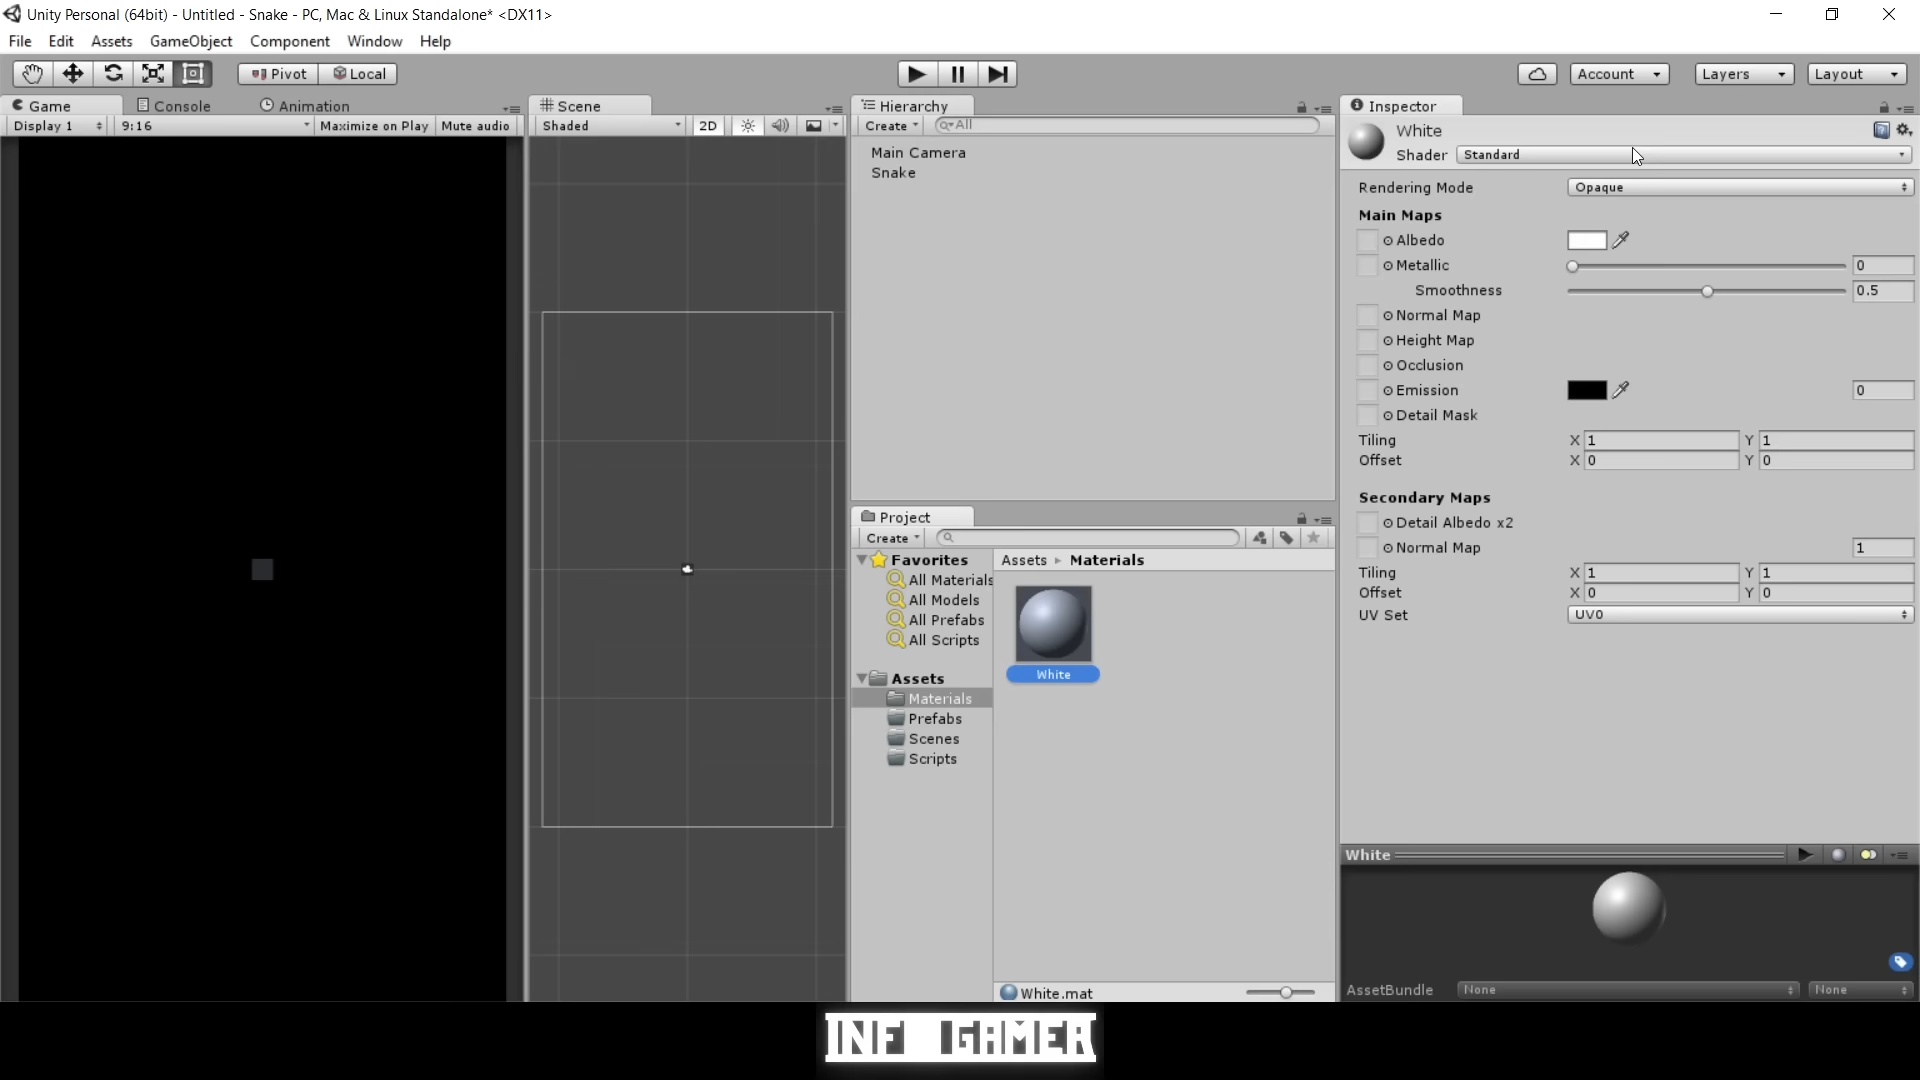 Unity Personal (64bit) - Untitled - Snake - PC, Mac & Linux Standalone* <DX11>
File Edit Assets GameObject Component Window Help
Pivot Local Account Layers Layout
Game Console Animation
Display 1 9:16 Maximize on Play Mute audio
Scene
Shaded 2D
Hierarchy
Create All
Main Camera
Snake
Project
Create
Favorites
All Materials
All Models
All Prefabs
All Scripts
Assets
Materials
Prefabs
Scenes
Scripts
Assets Materials
White
White.mat
Inspector
White
Shader Standard
Rendering Mode Opaque
Main Maps
Albedo
Metallic 0
Smoothness 0.5
Normal Map
Height Map
Occlusion
Emission 0
Detail Mask
Tiling X 1 Y 1
Offset X 0 Y 0
Secondary Maps
Detail Albedo x2
Normal Map 1
Tiling X 1 Y 1
Offset X 0 Y 0
UV Set UV0
White
AssetBundle None None
INF GAMER